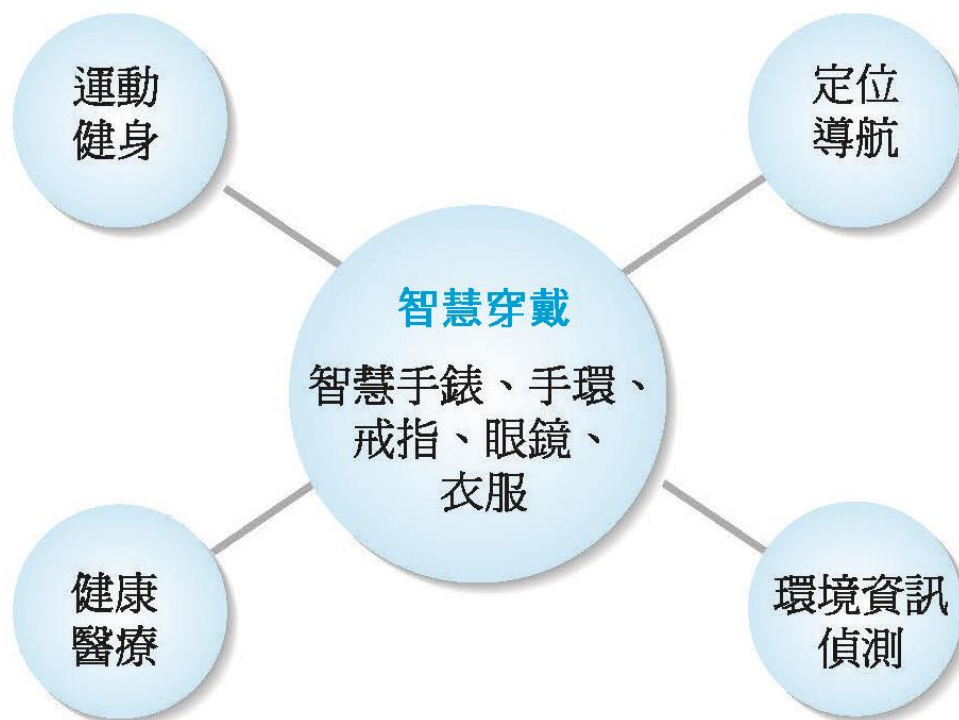 運動
健身
定位
導航
智慧穿戴
智慧手錶、手環、
戒指、眼鏡、
衣服
健康
醫療
環境資訊
偵測